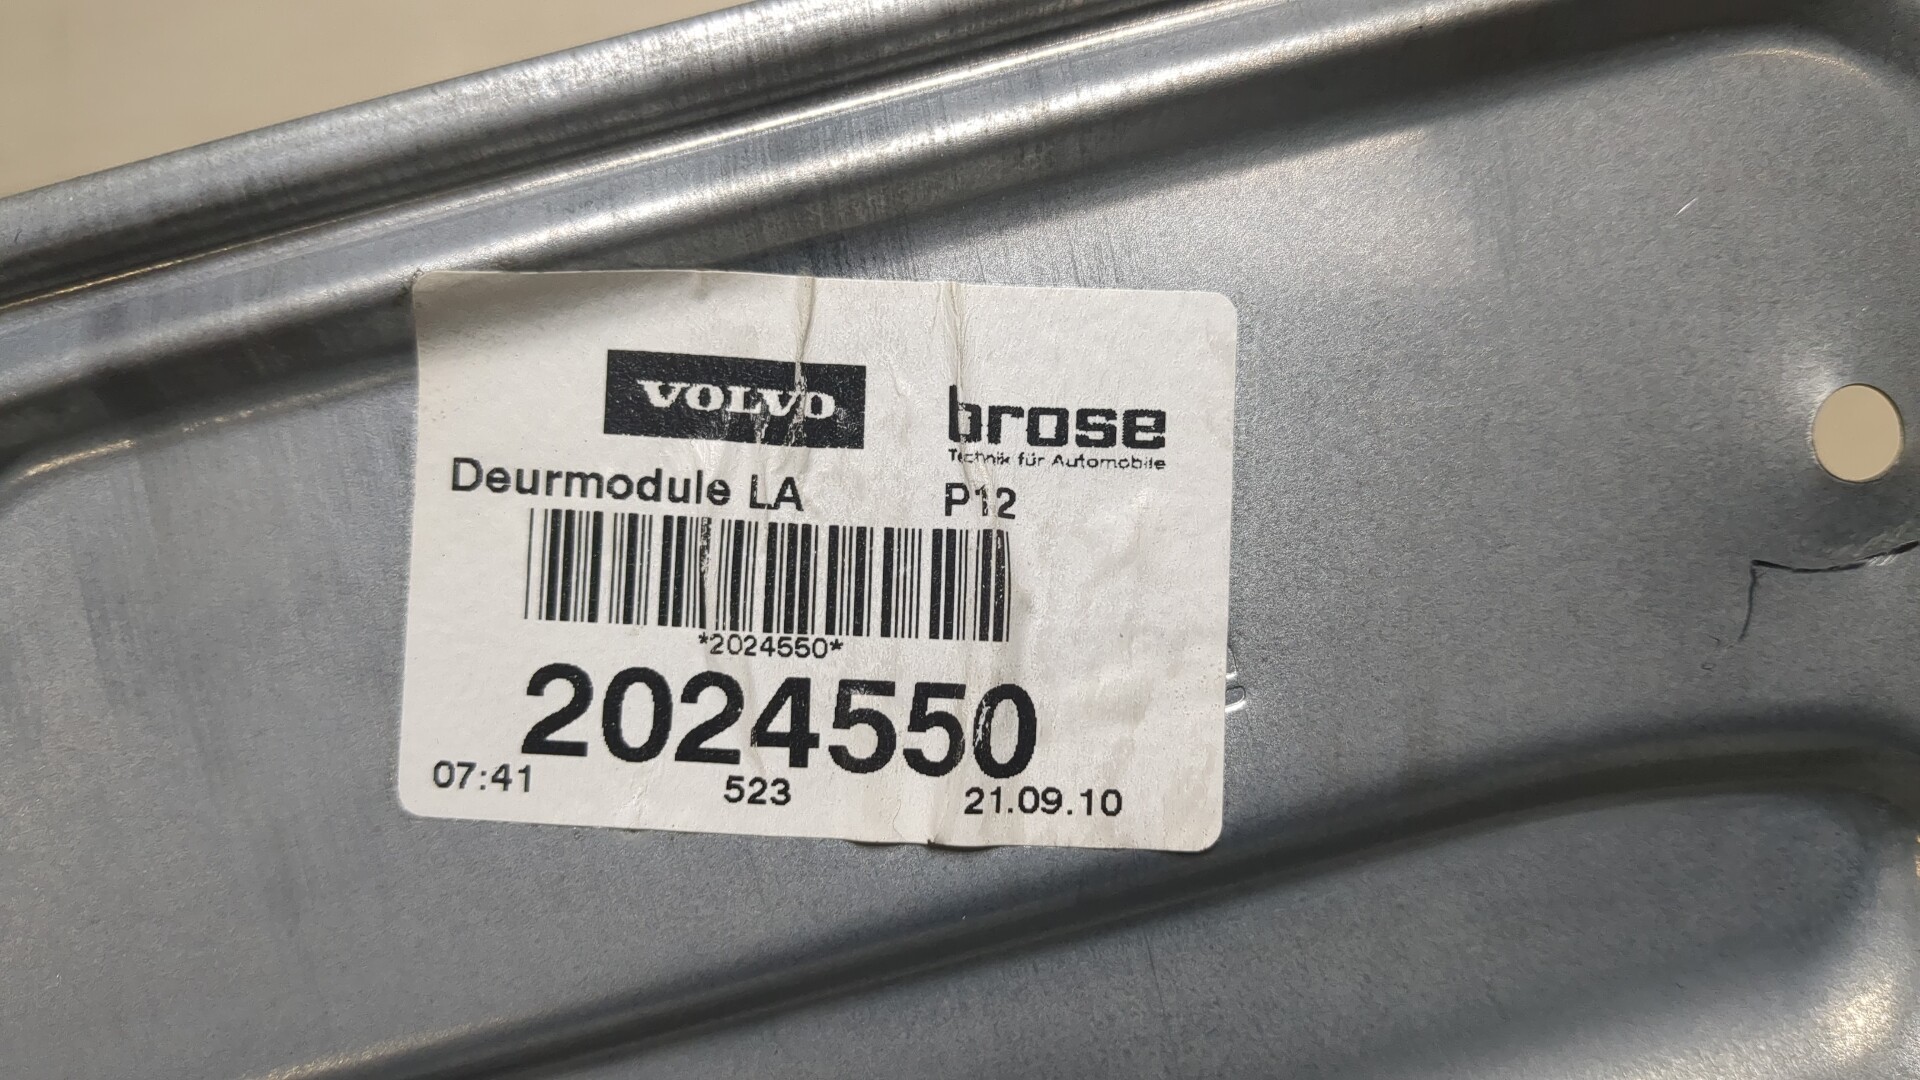 VOLVO
brose
Technik für Automobile
Deurmodule LA P12
*2024550*
2024550
07:41 523 21.09.10